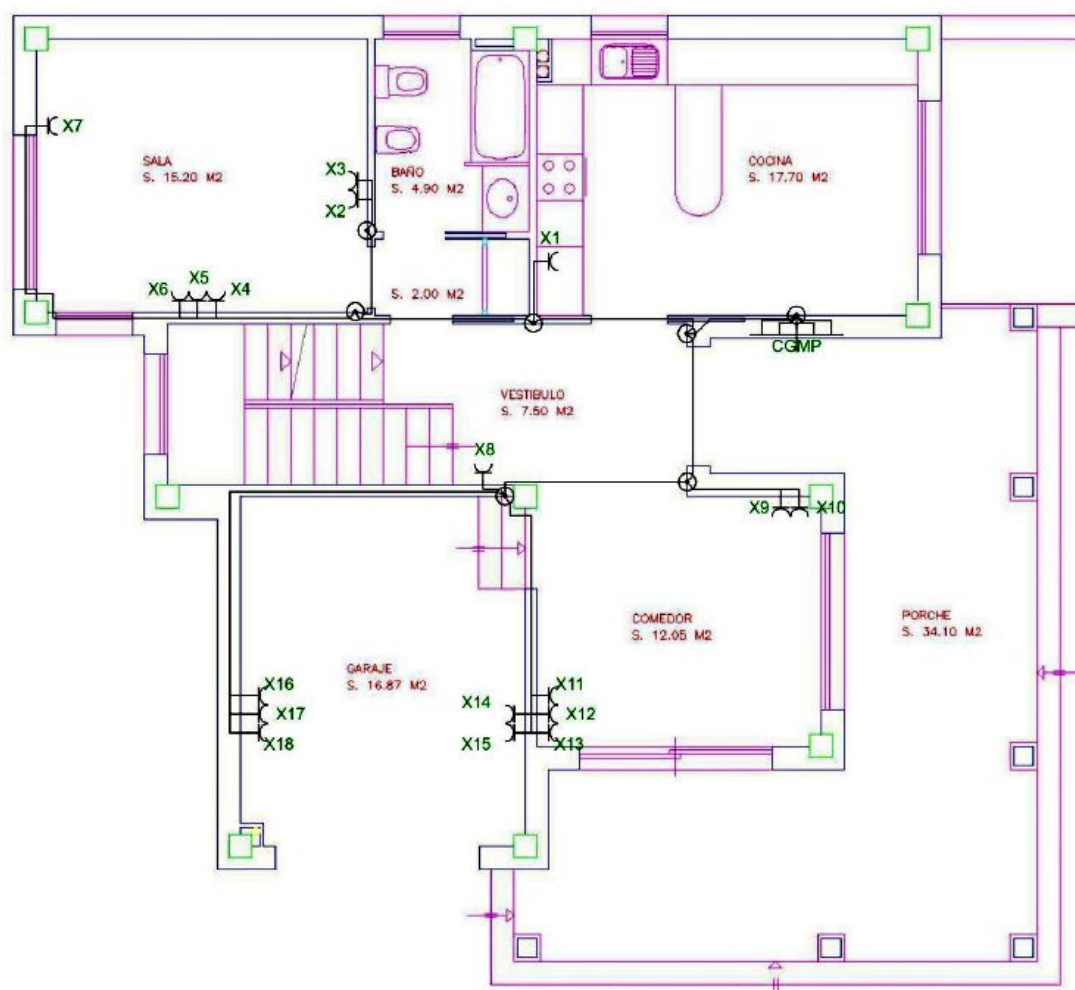 X7
SALA
S. 15.20 M2
X3
X2
BAÑO
S. 4.90 M2
COCINA
S. 17.70 M2
X1
X6
X5
X4
S. 2.00 M2
CGMP
VESTIBULO
S. 7.50 M2
X8
X9
X10
COMEDOR
S. 12.05 M2
PORCHE
S. 34.10 M2
GARAJE
S. 16.87 M2
X16
X17
X18
X14
X15
X11
X12
X13